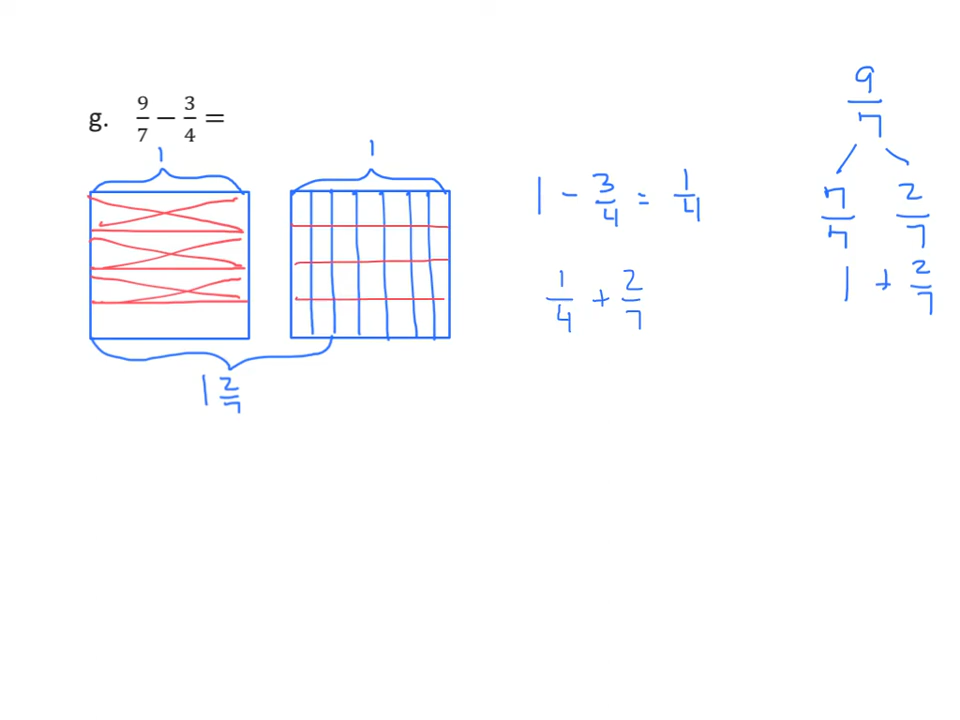 g. 9/7 − 3/4 =
1
1
1 2/7
1 - 3/4 = 1/4
1/4 + 2/7
9/7
7/7 2/7
1 + 2/7